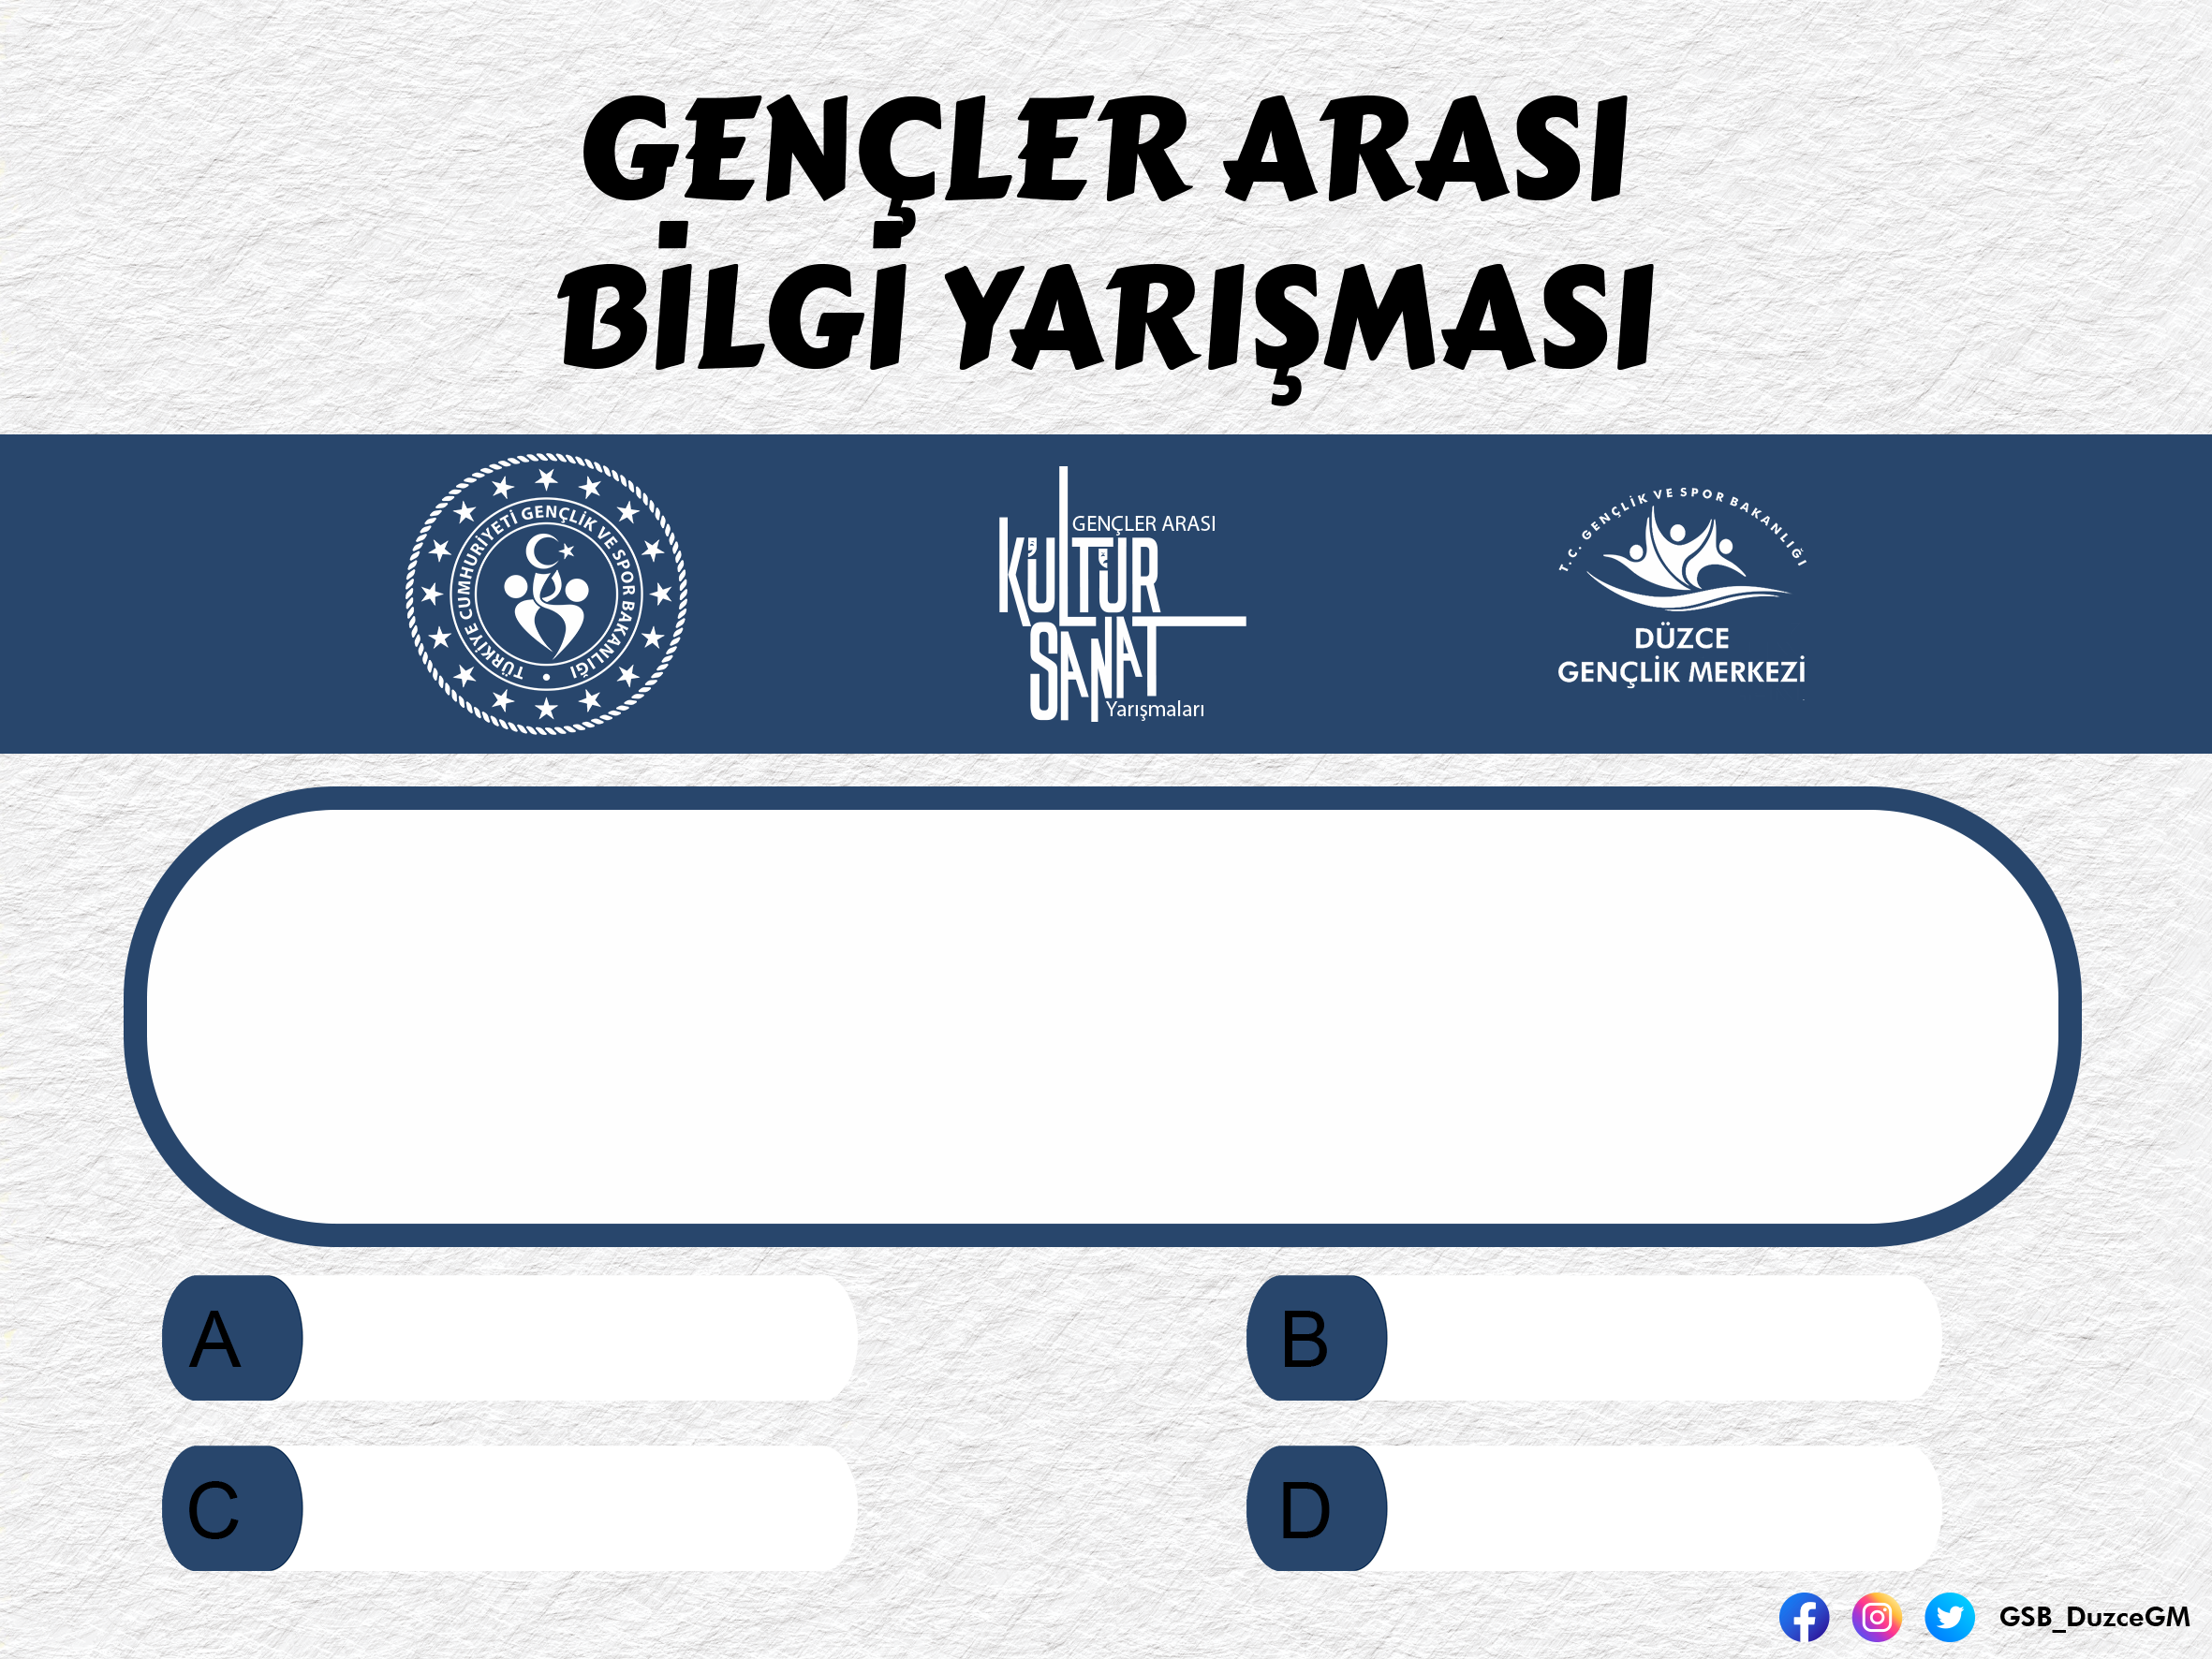 GENÇLER ARASI
BİLGİ YARIŞMASI
TÜRKİYE CUMHURİYETİ GENÇLİK VE SPOR BAKANLIĞI
GENÇLER ARASI
KÜLTÜR
SANAT
Yarışmaları
T.C. GENÇLİK VE SPOR BAKANLIĞI
DÜZCE
GENÇLİK MERKEZİ
A
B
C
D
GSB_DuzceGM